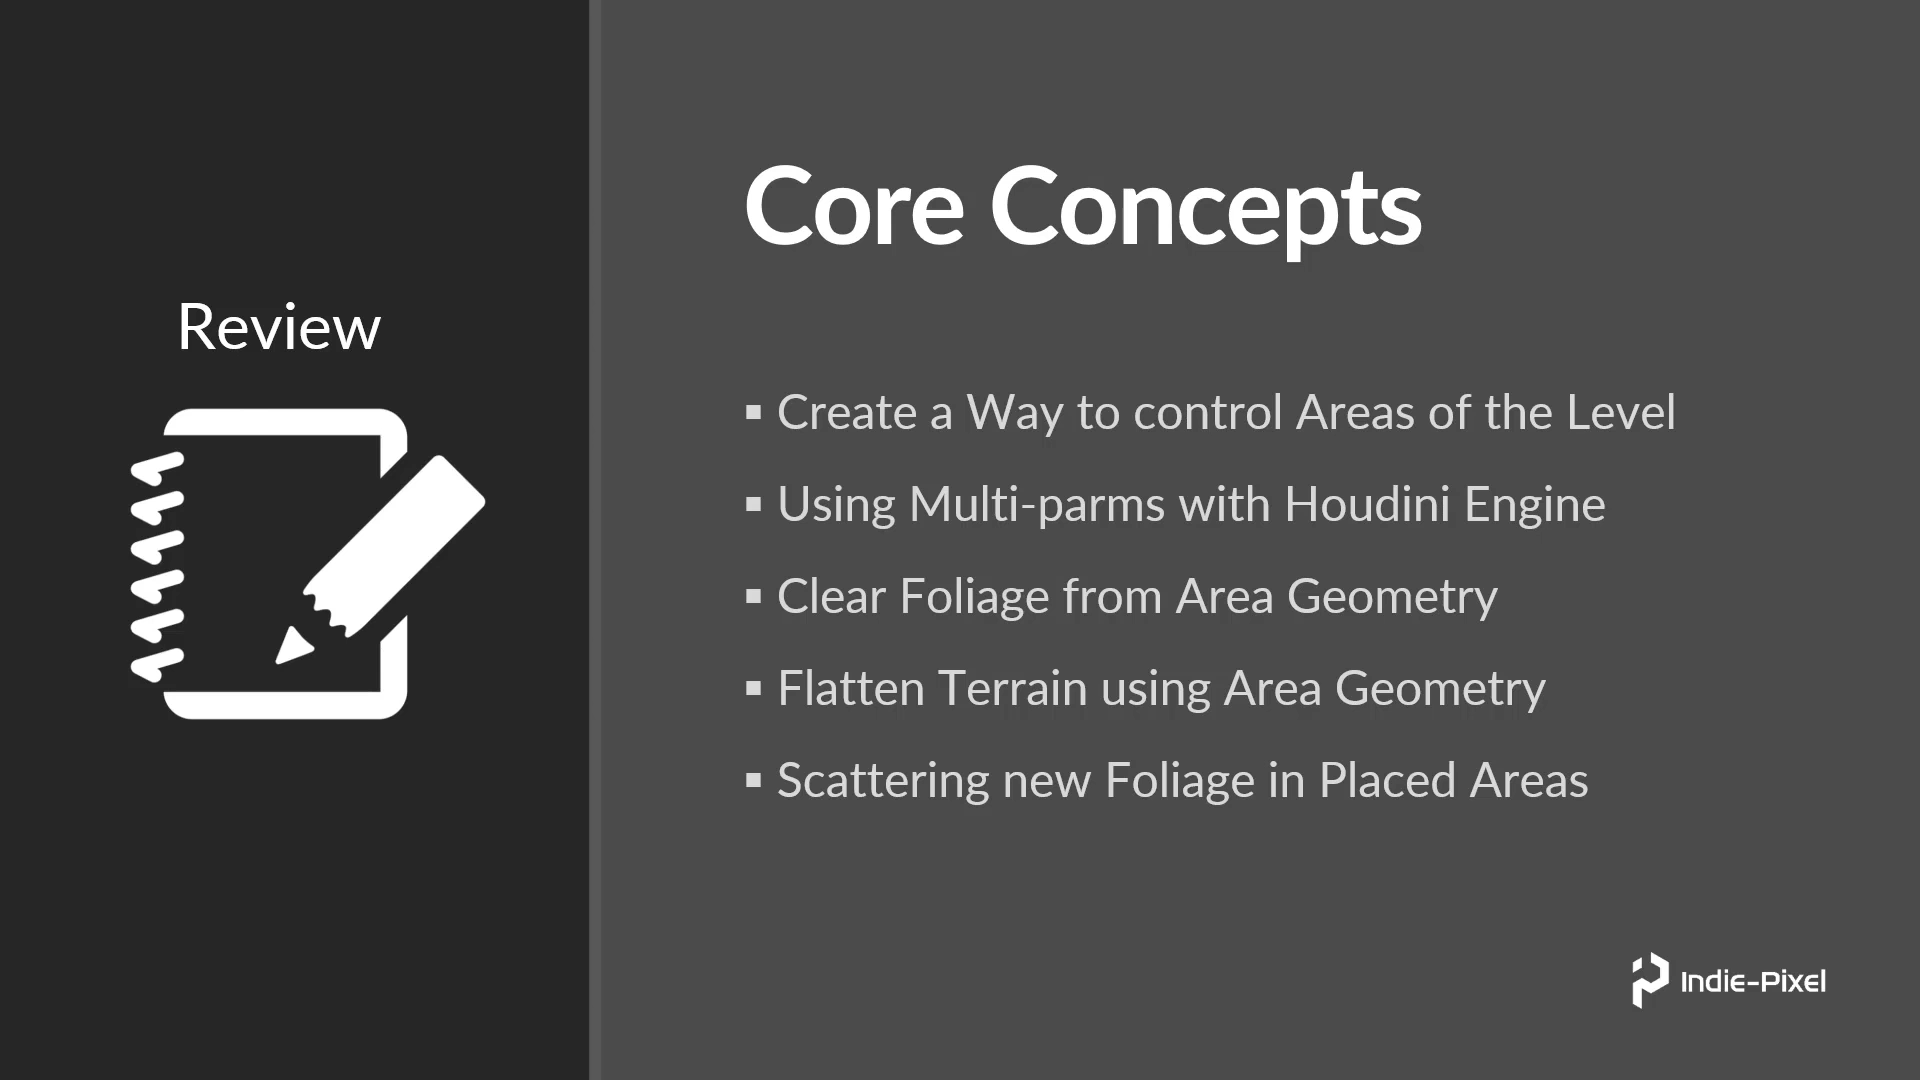 Review
Core Concepts
▪ Create a Way to control Areas of the Level
▪ Using Multi-parms with Houdini Engine
▪ Clear Foliage from Area Geometry
▪ Flatten Terrain using Area Geometry
▪ Scattering new Foliage in Placed Areas
Indie-Pixel